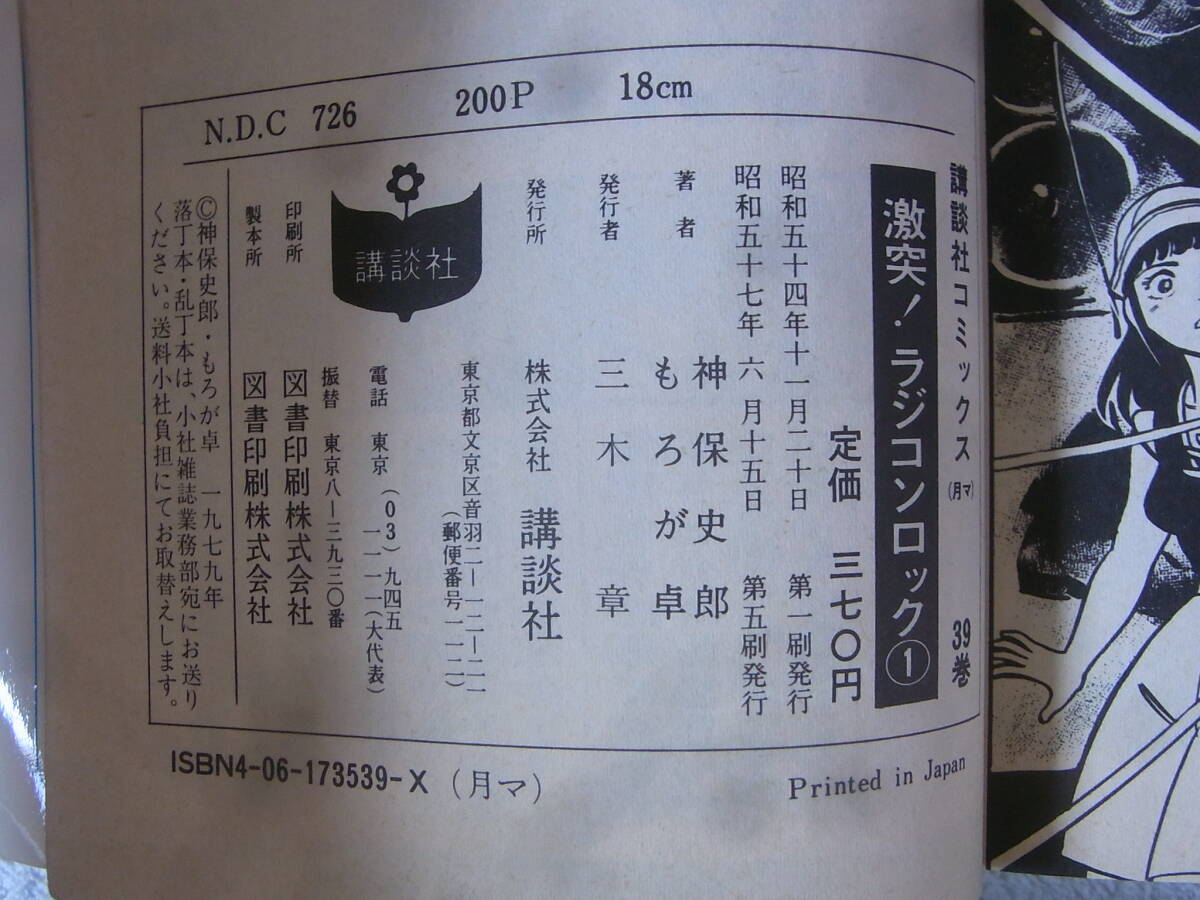 N.D.C 726 200P 18cm
講談社コミックス(月マ) 39巻
激突!ラジコンロック①
定価 三七〇円
昭和五十四年十一月二十日 第一刷発行
昭和五十七年 六 月十五日 第五刷発行
著者 神保史郎
もろが卓
発行者 三木 章
発行所 株式会社 講談社
東京都文京区音羽二―一二―二一
(郵便番号一一二)
電話 東京(03)九四五
一一一一(大代表)
振替 東京八―三九三〇番
講談社
印刷所 図書印刷株式会社
製本所 図書印刷株式会社
©神保史郎・もろが卓 一九七九年
落丁本・乱丁本は、小社雑誌業務部宛にお送り
ください。送料小社負担にてお取替えします。
ISBN4-06-173539-X (月マ)
Printed in Japan